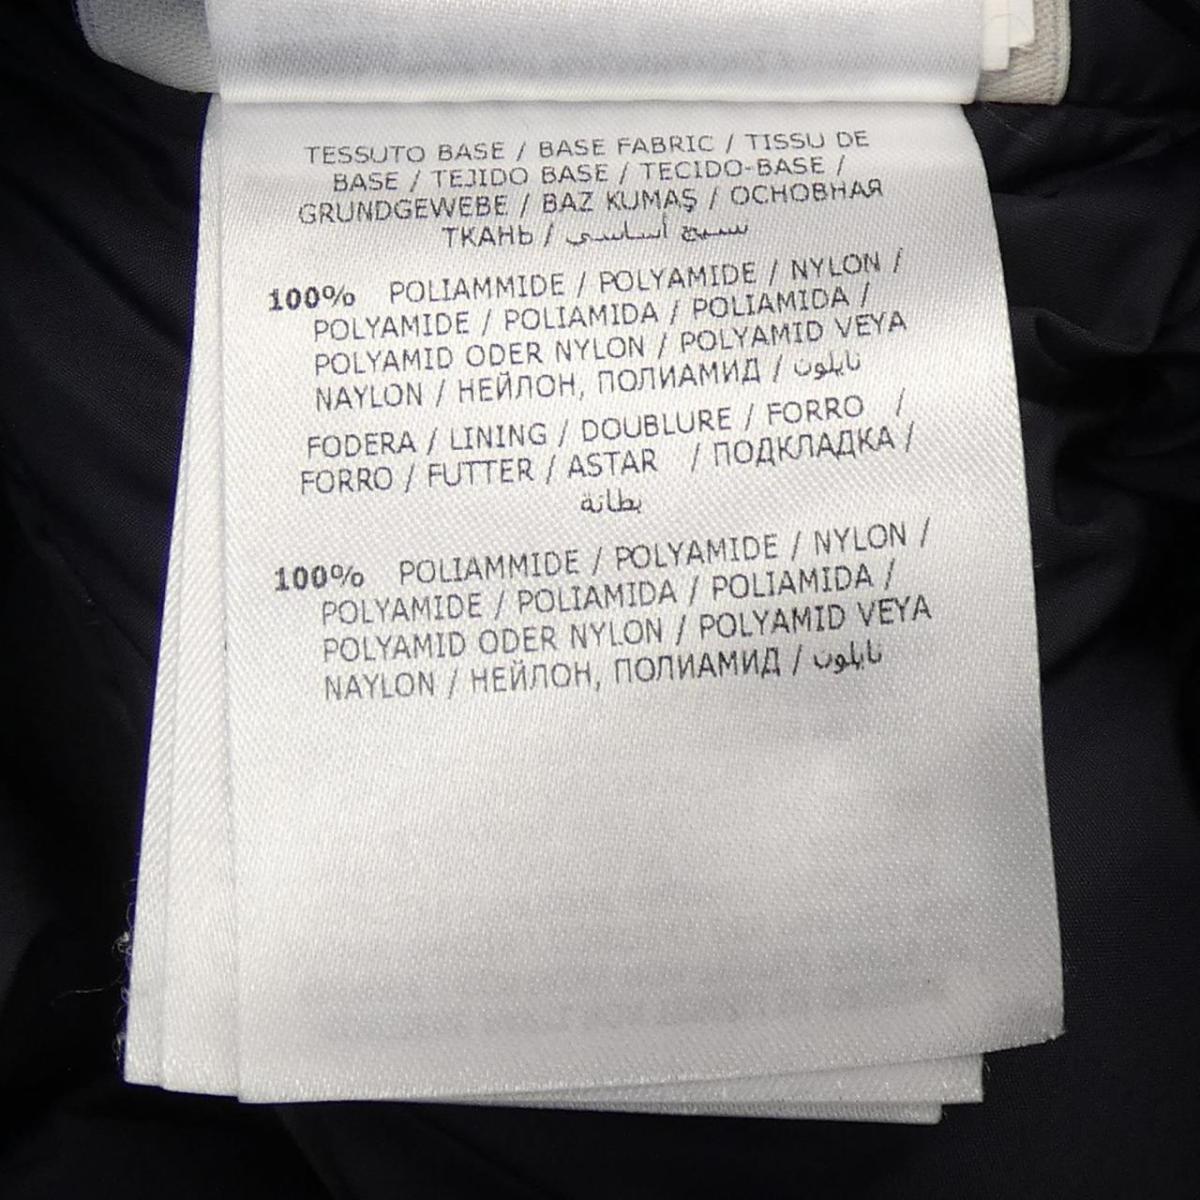 TESSUTO BASE / BASE FABRIC / TISSU DE
BASE / TEJIDO BASE / TECIDO-BASE /
GRUNDGEWEBE / BAZ KUMAŞ / ОСНОВНАЯ
ТКАНЬ / نسيج أساسي
100% POLIAMMIDE / POLYAMIDE / NYLON /
POLYAMIDE / POLIAMIDA / POLIAMIDA /
POLYAMID ODER NYLON / POLYAMID VEYA
NAYLON / НЕЙЛОН, ПОЛИАМИД / نايلون
FODERA / LINING / DOUBLURE / FORRO /
FORRO / FUTTER / ASTAR / ПОДКЛАДКА /
بطانة
100% POLIAMMIDE / POLYAMIDE / NYLON /
POLYAMIDE / POLIAMIDA / POLIAMIDA /
POLYAMID ODER NYLON / POLYAMID VEYA
NAYLON / НЕЙЛОН, ПОЛИАМИД / نايلون